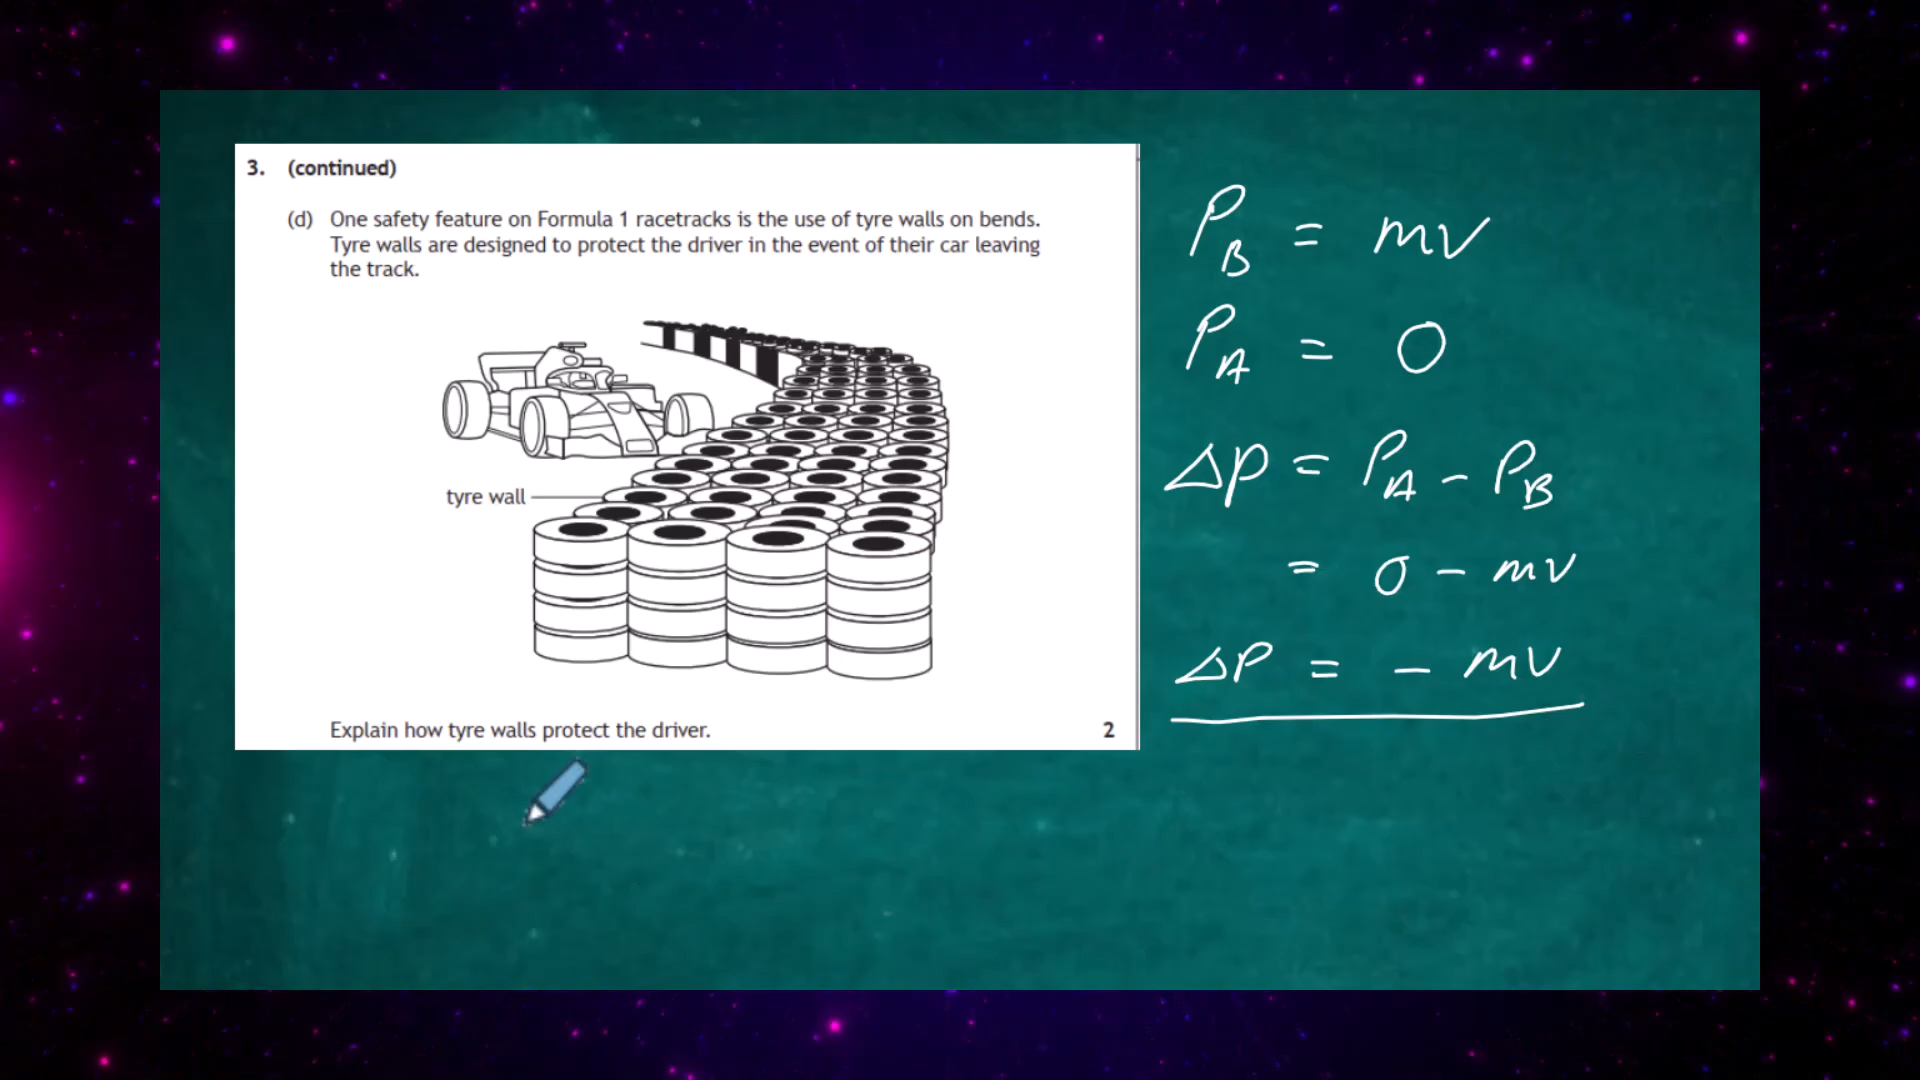 3. (continued)
(d) One safety feature on Formula 1 racetracks is the use of tyre walls on bends.
Tyre walls are designed to protect the driver in the event of their car leaving
the track.
tyre wall
Explain how tyre walls protect the driver. 2
P_B = mv
P_A = 0
ΔP = P_A - P_B
= 0 - mv
ΔP = - mv